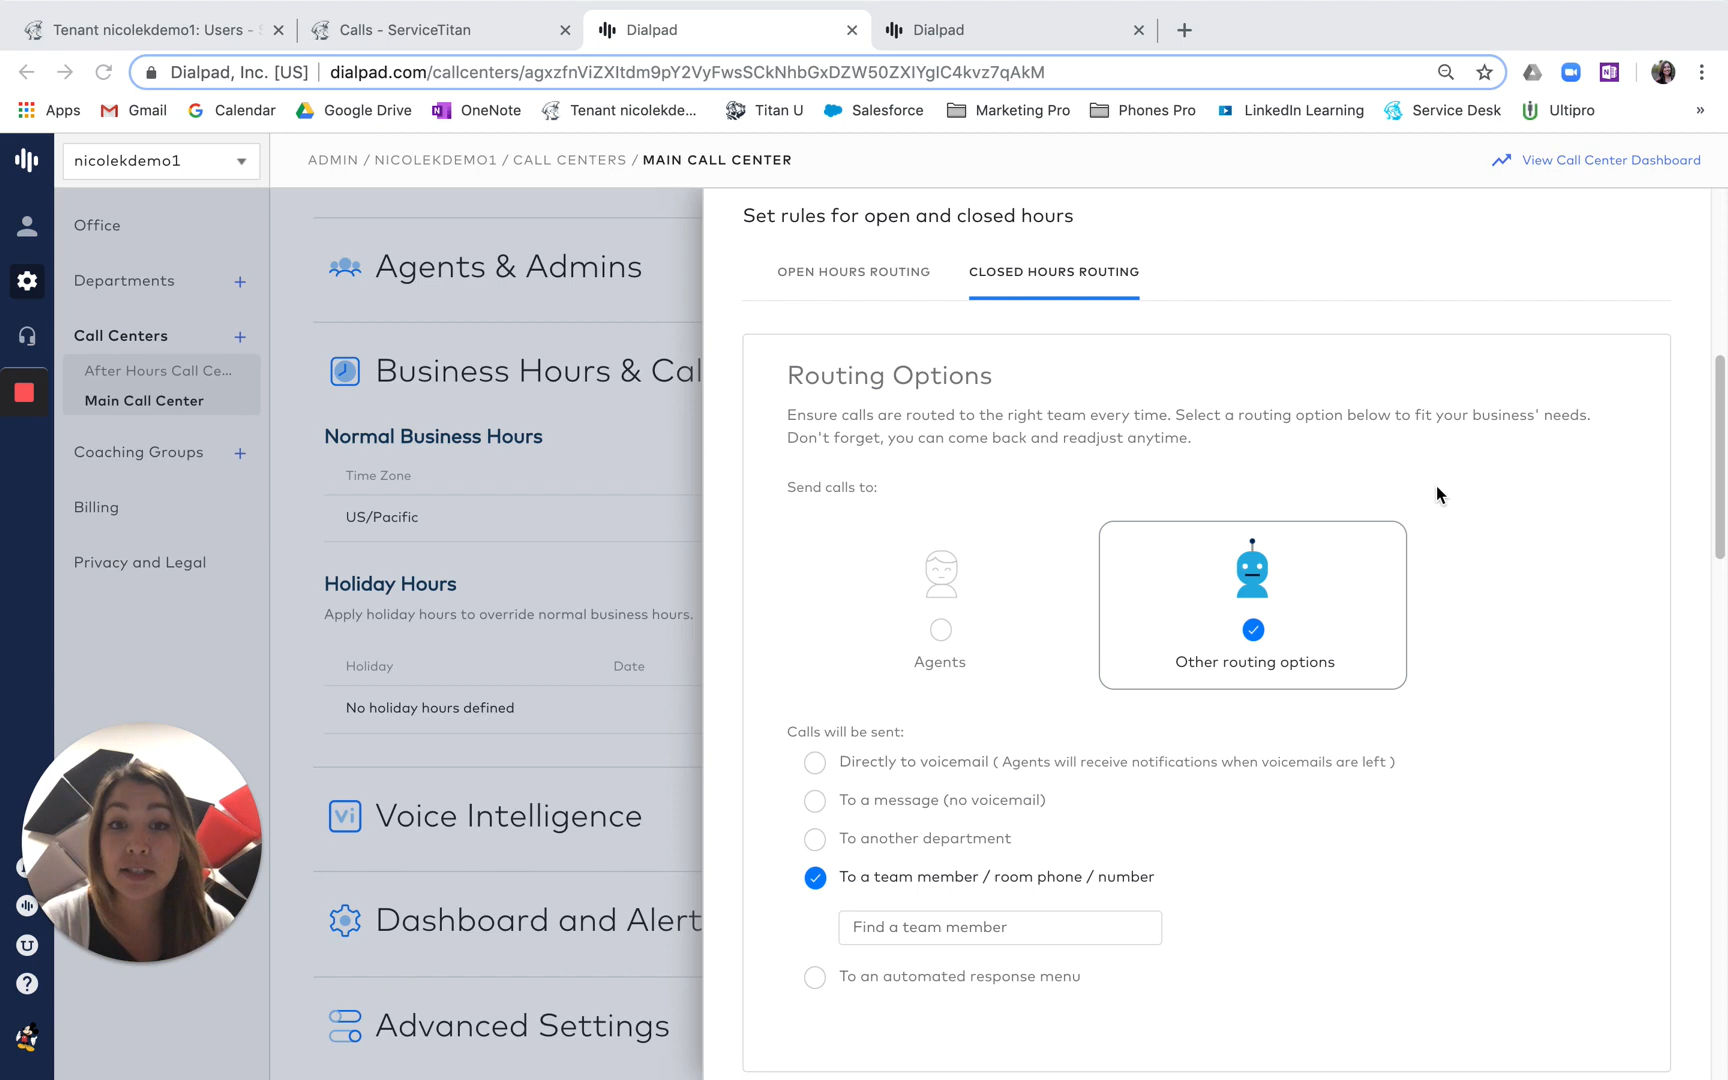 Tenant nicolekdemo1: Users -
Calls - ServiceTitan
Dialpad
Dialpad
Dialpad, Inc. [US]
dialpad.com/callcenters/agxzfnViZXItdm9pY2VyFwsSCkNhbGxDZW50ZXIYgIC4kvz7qAkM
Apps
Gmail
Calendar
Google Drive
OneNote
Tenant nicolekde...
Titan U
Salesforce
Marketing Pro
Phones Pro
LinkedIn Learning
Service Desk
Ultipro
»
nicolekdemo1
ADMIN / NICOLEKDEMO1 / CALL CENTERS / MAIN CALL CENTER
View Call Center Dashboard
Office
Departments
Call Centers
After Hours Call Ce...
Main Call Center
Coaching Groups
Billing
Privacy and Legal
Agents & Admins
Business Hours & Cal
Normal Business Hours
Time Zone
US/Pacific
Holiday Hours
Apply holiday hours to override normal business hours.
Holiday
Date
No holiday hours defined
Vi
Voice Intelligence
Dashboard and Alert
Advanced Settings
Set rules for open and closed hours
OPEN HOURS ROUTING
CLOSED HOURS ROUTING
Routing Options
Ensure calls are routed to the right team every time. Select a routing option below to fit your business' needs.
Don't forget, you can come back and readjust anytime.
Send calls to:
Agents
Other routing options
Calls will be sent:
Directly to voicemail ( Agents will receive notifications when voicemails are left )
To a message (no voicemail)
To another department
To a team member / room phone / number
Find a team member
To an automated response menu